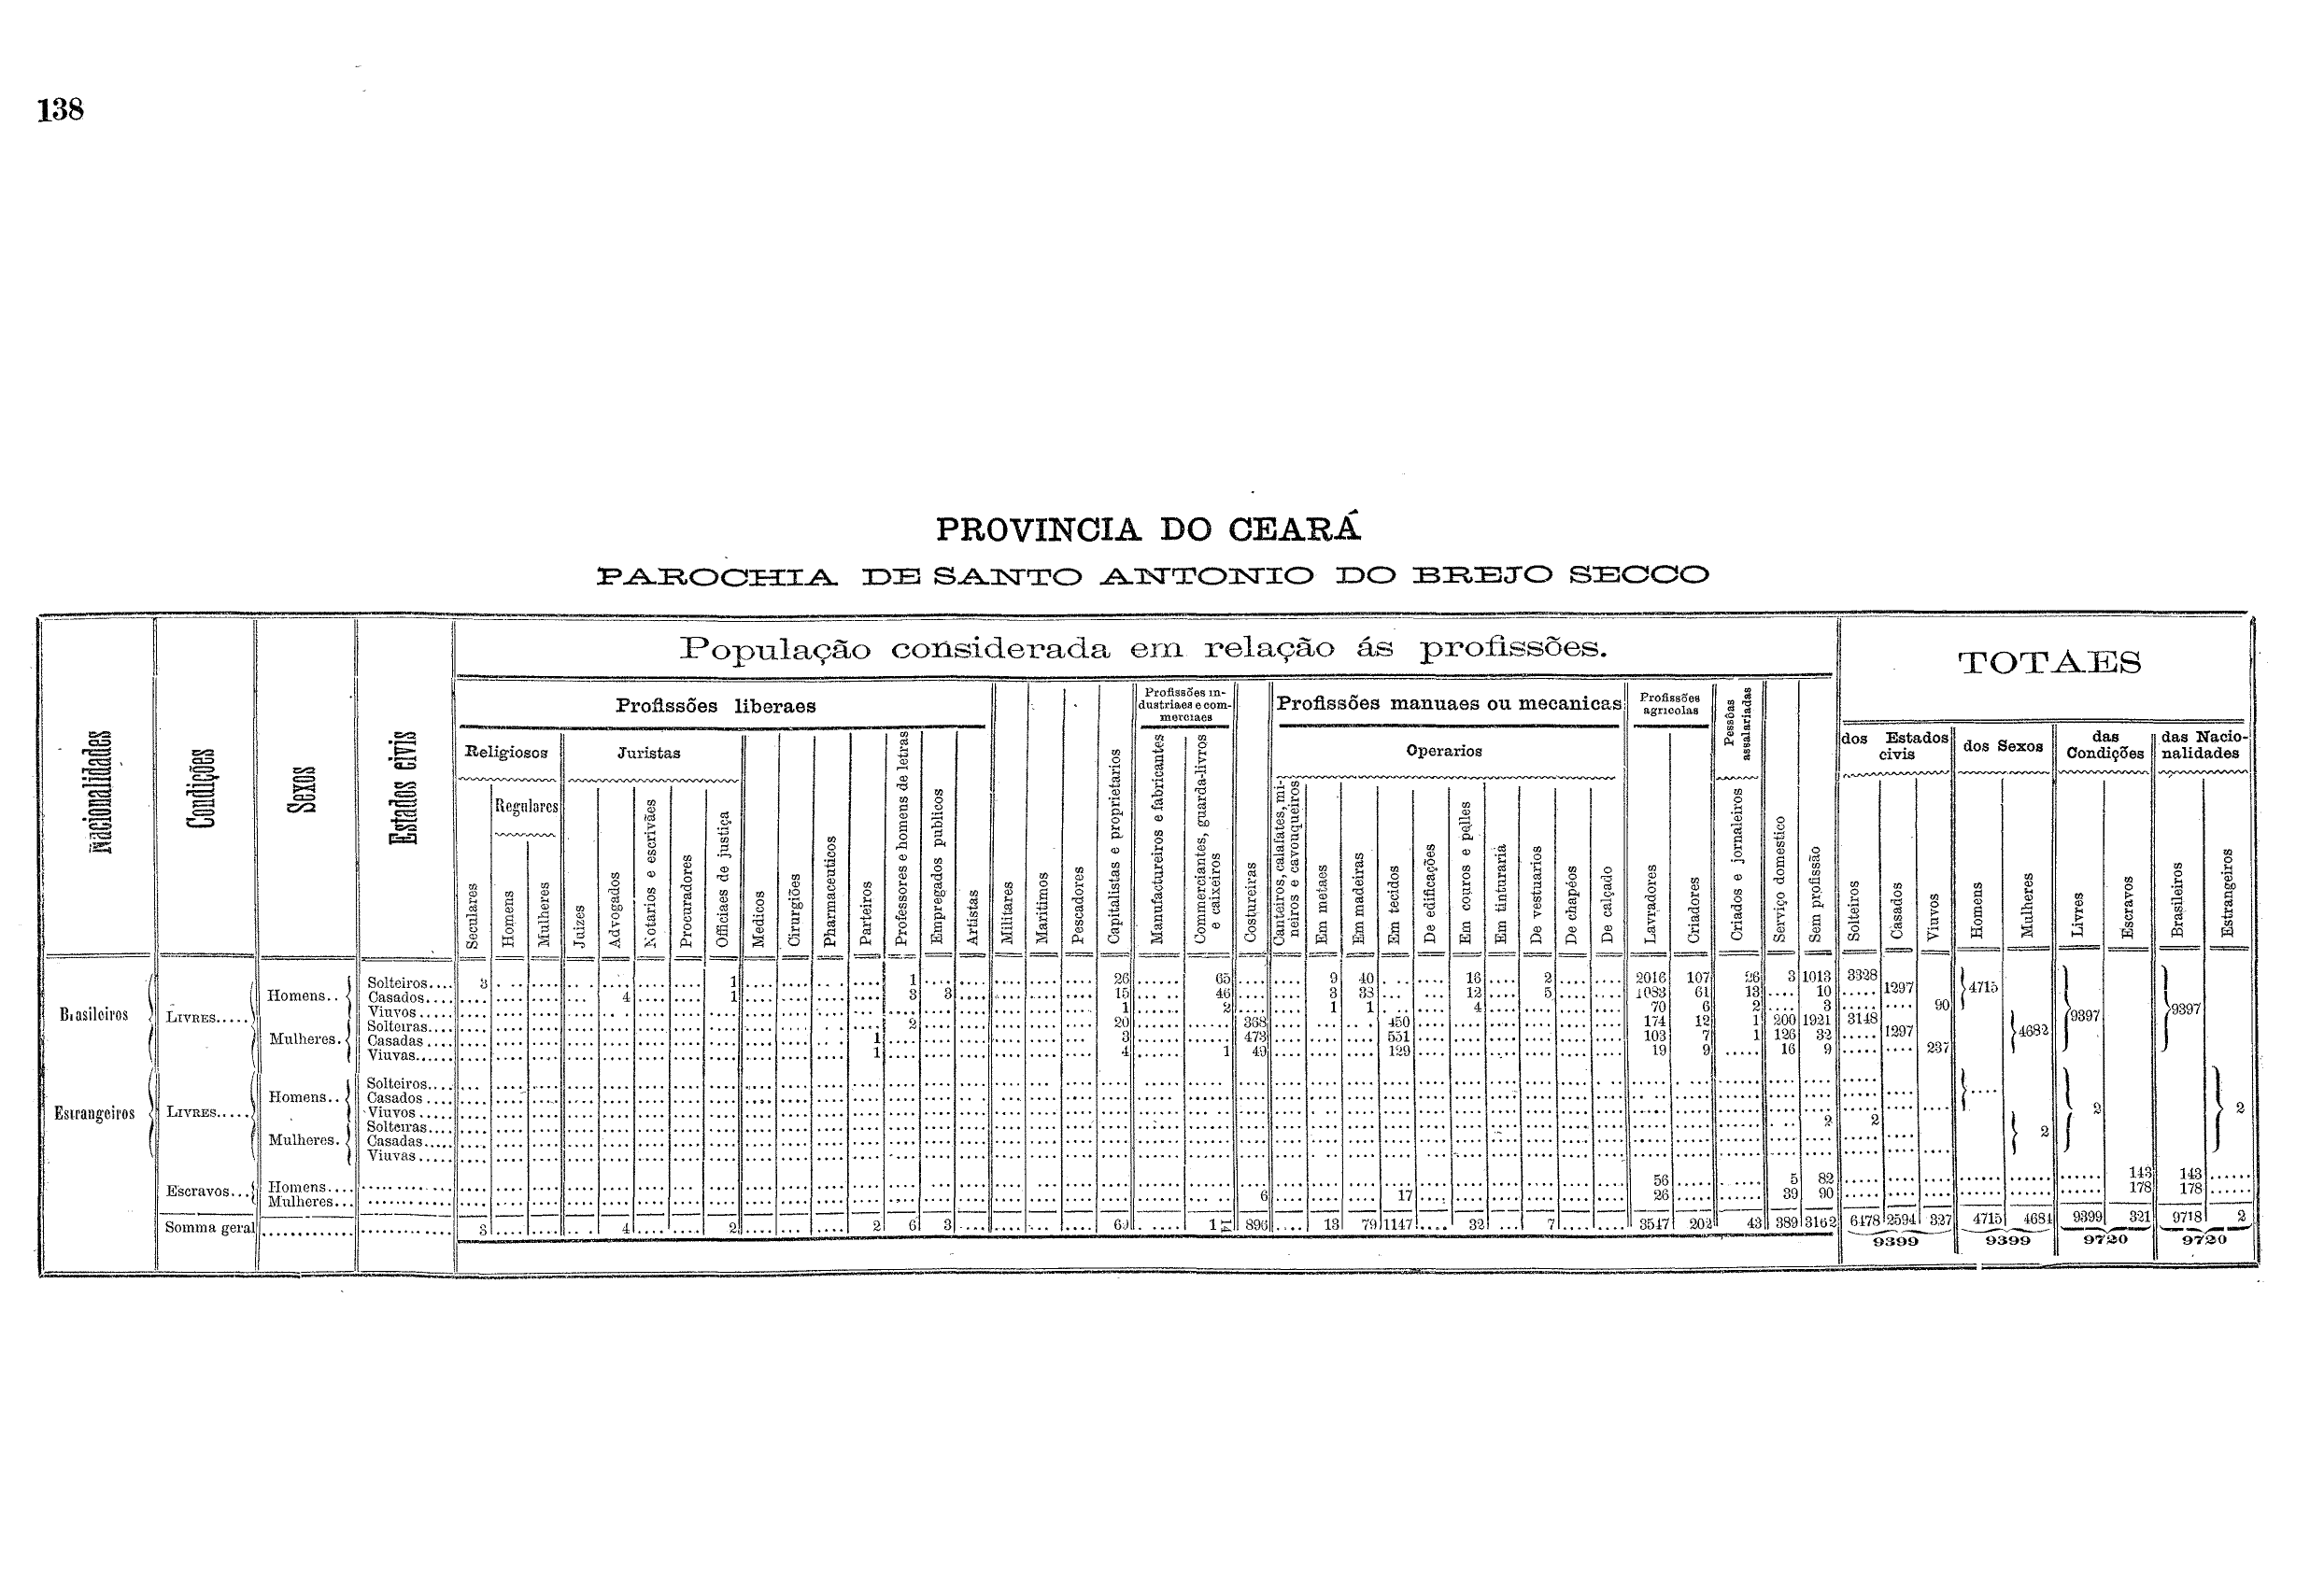 138
PROVINCIA DO CEARÁ
PAROCHIA DE SANTO ANTONIO DO BREJO SECCO
Nacionalidades
Condições
Sexos
Estados civis
População considerada em relação ás profissões.
TOTAES
Profissões liberaes
Profissões industriaes e commerciaes
Profissões manuaes ou mecanicas
Profissões agricolas
Pessôas assalariadas
Religiosos
Juristas
Operarios
Regulares
dos Estados civis
dos Sexos
das Condições
das Nacionalidades
Seculares
Homens
Mulheres
Juizes
Advogados
Notarios e escrivães
Procuradores
Officiaes de justiça
Medicos
Cirurgiões
Pharmaceuticos
Parteiros
Professores e homens de letras
Empregados publicos
Artistas
Militares
Maritimos
Pescadores
Capitalistas e proprietarios
Manufactureiros e fabricantes
Commerciantes, guarda-livros e caixeiros
Costureiras
Canteiros, calafates, mineiros e cavouqueiros
Em metaes
Em madeiras
Em tecidos
De edificações
Em couros e pelles
Em tinturaria
De vestuarios
De chapéos
De calçado
Lavradores
Criadores
Criados e jornaleiros
Serviço domestico
Sem profissão
Solteiros
Casados
Viuvos
Homens
Mulheres
Livres
Escravos
Brasileiros
Estrangeiros
Brasileiros
LIVRES.....
Homens..
Solteiros.... 3 1 1 26 65 9 40 16 2 2016 107 26 3 1013 3328
Casados.... 4 1 3 3 15 46 3 33 12 5 1083 61 13 10 1297
Viuvos..... 1 2 1 1 4 70 6 2 3 90
4715
Mulheres.
Solteiras.... 2 20 368 450 174 12 1 200 1921 3148
Casadas.... 1 3 473 551 103 7 1 126 32 1297
Viuvas..... 1 4 1 49 129 19 9 16 9 237
4682
9397
9397
Estrangeiros
LIVRES.....
Homens..
Solteiros....
Casados....
Viuvos.....
Mulheres.
Solteiras.... 2 2
Casadas....
Viuvas.....
2
2
2
Escravos...
Homens.... 56 5 82 143 143
Mulheres... 6 17 26 39 90 178 178
Somma geral 3 4 2 2 6 3 896 13 79 1147 32 7 3547 202 43 389 3162 6478 2594 327 4715 4684 9399 321 9718 2
9399
9399
9720
9720